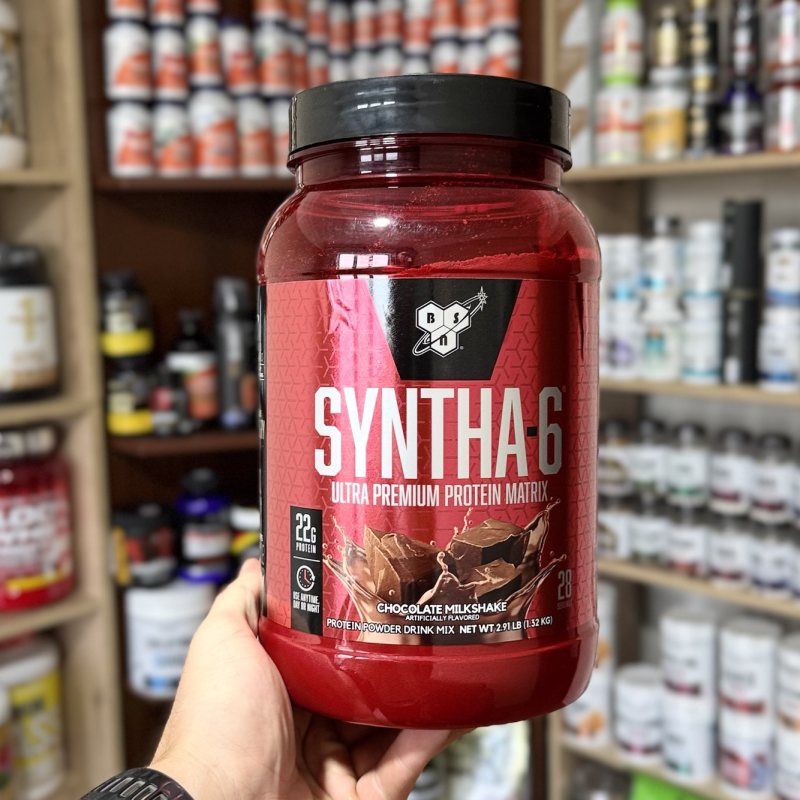 B S
N
SYNTHA-6®
ULTRA PREMIUM PROTEIN MATRIX
22G
PROTEIN
USE ANYTIME,
DAY OR NIGHT
28
CHOCOLATE MILKSHAKE
ARTIFICIALLY FLAVORED
PROTEIN POWDER DRINK MIX NET WT 2.91 LB (1.32 KG)